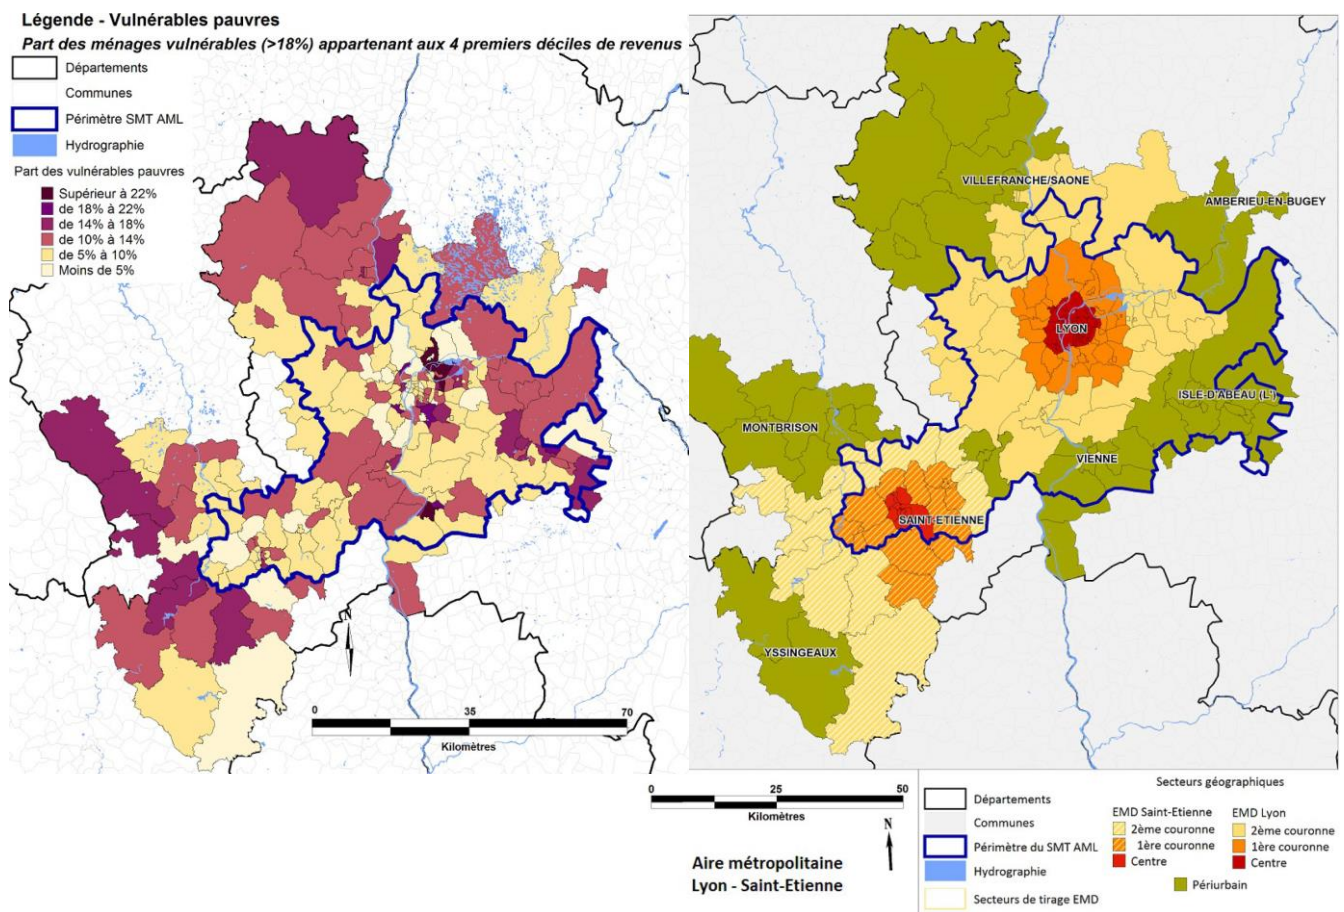 Légende - Vulnérables pauvres
Part des ménages vulnérables (>18%) appartenant aux 4 premiers déciles de revenus
Départements
Communes
Périmètre SMT AML
Hydrographie
Part des vulnérables pauvres
Supérieur à 22%
de 18% à 22%
de 14% à 18%
de 10% à 14%
de 5% à 10%
Moins de 5%
N
0 35 70
Kilomètres
VILLEFRANCHE/SAONE
AMBERIEU-EN-BUGEY
LYON
ISLE-D'ABEAU (L')
MONTBRISON
VIENNE
SAINT-ETIENNE
YSSINGEAUX
0 25 50
Kilomètres
N
Aire métropolitaine
Lyon - Saint-Etienne
Départements
Communes
Périmètre du SMT AML
Hydrographie
Secteurs de tirage EMD
Secteurs géographiques
EMD Saint-Etienne
2ème couronne
1ère couronne
Centre
EMD Lyon
2ème couronne
1ère couronne
Centre
Périurbain